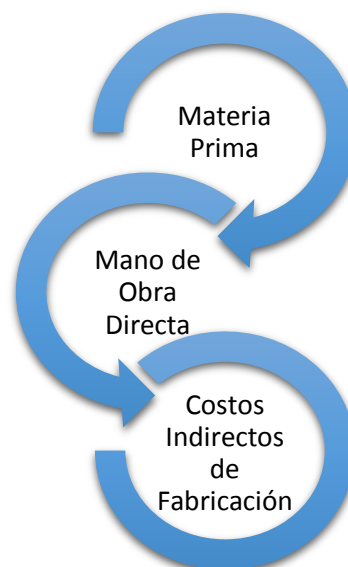 Materia
Prima
Mano de
Obra
Directa
Costos
Indirectos
de
Fabricación